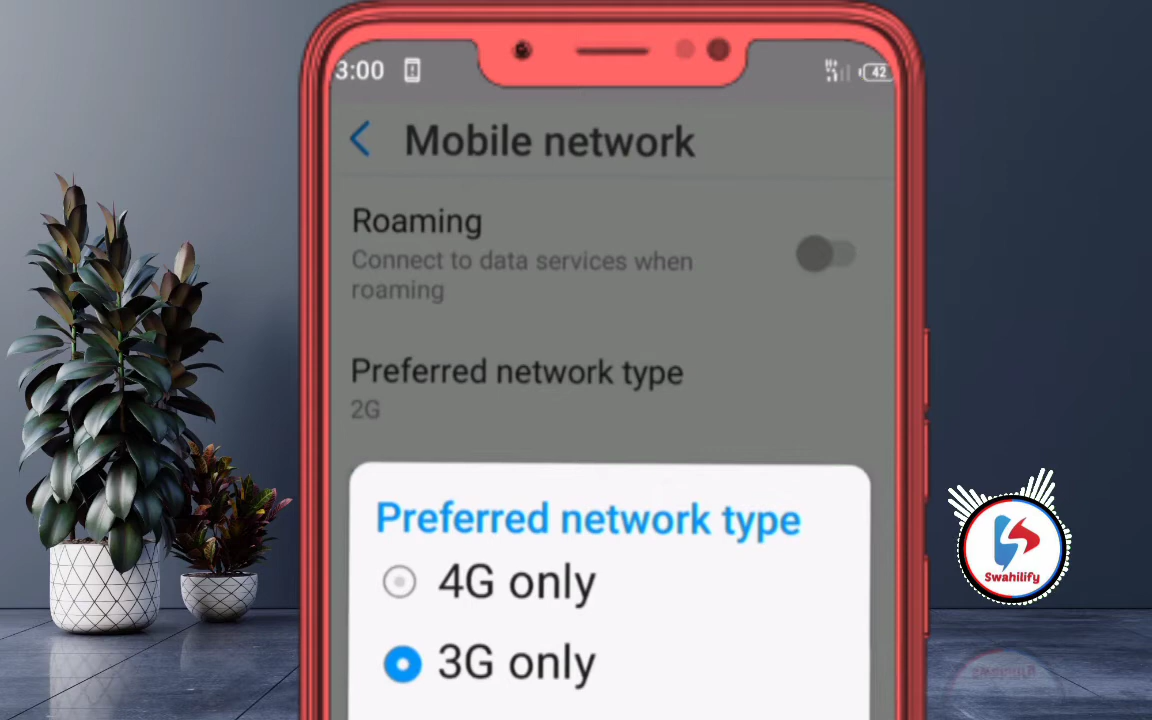 3:00
42
Mobile network
Roaming
Connect to data services when
roaming
Preferred network type
2G
Preferred network type
4G only
3G only
Swahilify